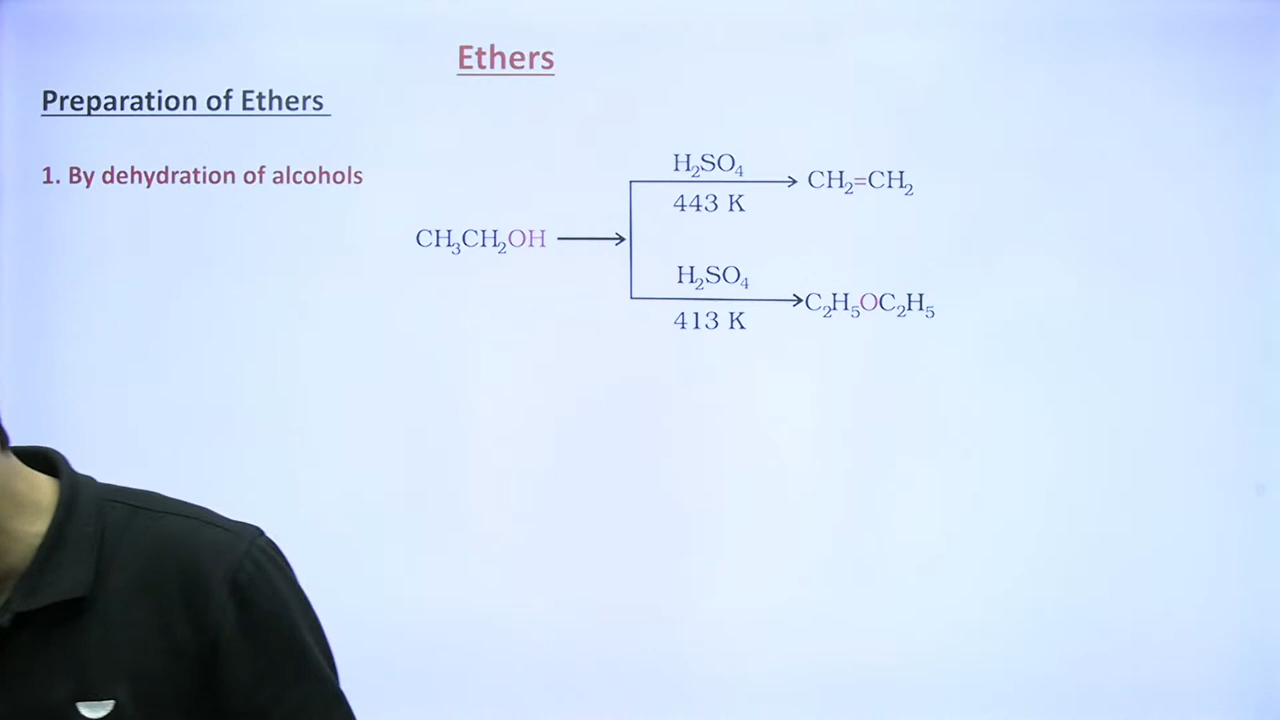 Ethers
Preparation of Ethers
1. By dehydration of alcohols
H₂SO₄
443 K
CH₂=CH₂
CH₃CH₂OH
H₂SO₄
413 K
C₂H₅OC₂H₅